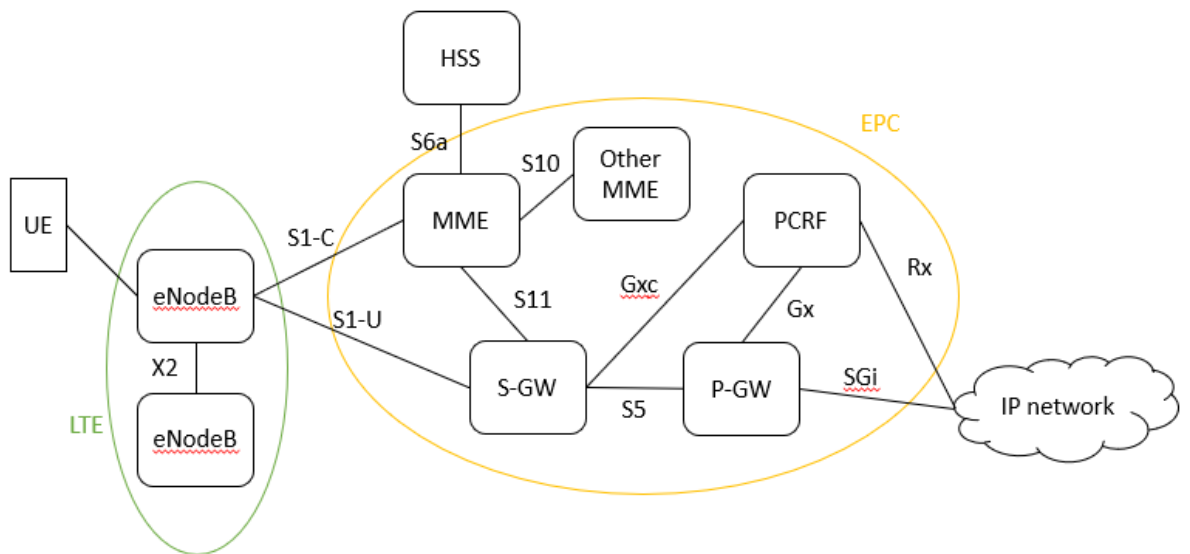 HSS
EPC
S6a
S10
Other
MME
UE
MME
PCRF
S1-C
Rx
eNodeB
Gxc
S11
Gx
S1-U
X2
S-GW
P-GW
SGi
S5
IP network
LTE
eNodeB